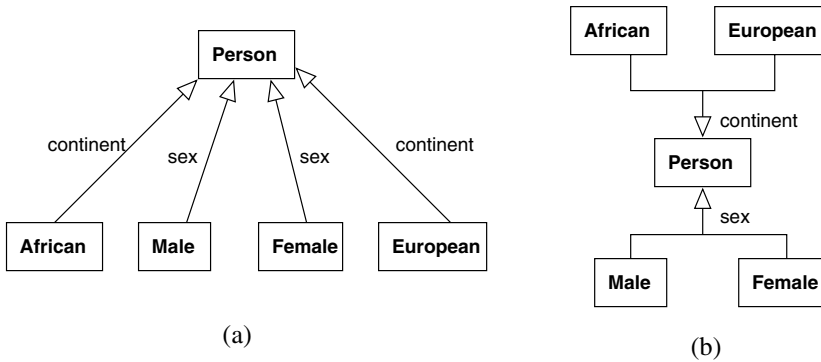 Person
continent
sex
sex
continent
African
Male
Female
European
(a)
African
European
continent
Person
sex
Male
Female
(b)